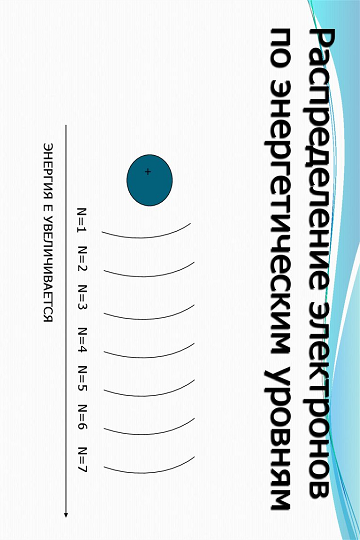 Распределение электронов
по энергетическим уровням
+
N=1 N=2 N=3 N=4 N=5 N=6 N=7
ЭНЕРГИЯ Е УВЕЛИЧИВАЕТСЯ